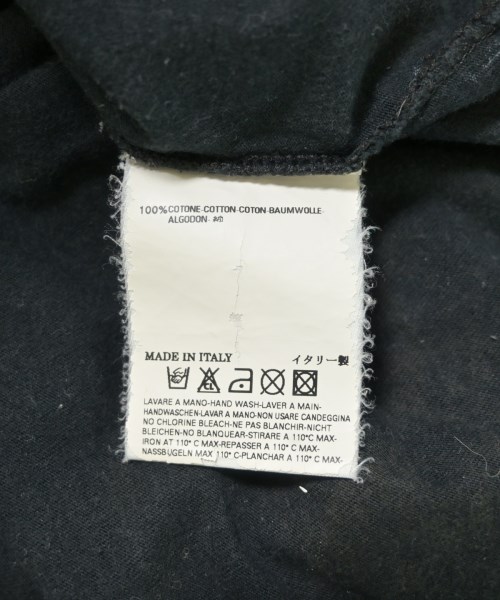 100%COTONE-COTTON-COTON-BAUMWOLLE-
ALGODON-
MADE IN ITALY イタリー製
LAVARE A MANO-HAND WASH-LAVER A MAIN-
HANDWASCHEN-LAVAR A MANO-NON USARE CANDEGGINA
NO CHLORINE BLEACH-NE PAS BLANCHIR-NICHT
BLEICHEN-NO BLANQUEAR-STIRARE A 110°C MAX-
IRON AT 110° C MAX-REPASSER A 110° C MAX-
NASSBUGELN MAX 110° C-PLANCHAR A 110° C MAX